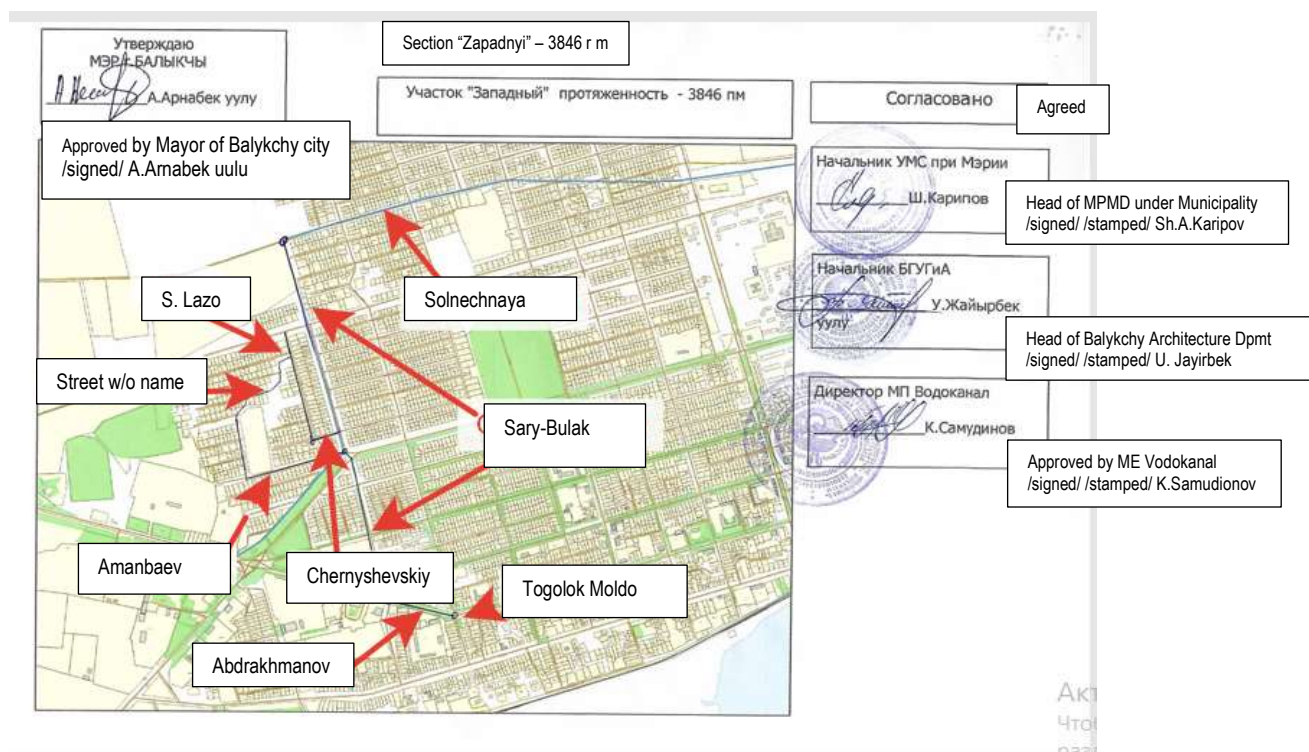 Утверждаю
МЭР г.БАЛЫКЧЫ
А.Арнабек уулу
Approved by Mayor of Balykchy city
/signed/ A.Arnabek uulu
Section “Zapadnyi” – 3846 r m
Участок "Западный" протяженность - 3846 пм
Согласовано
Agreed
Начальник УМС при Мэрии
Ш.Карипов
Head of MPMD under Municipality
/signed/ /stamped/ Sh.A.Karipov
Начальник БГУГиА
У.Жайырбек
уулу
Head of Balykchy Architecture Dpmt
/signed/ /stamped/ U. Jayirbek
Директор МП Водоканал
К.Самудинов
Approved by ME Vodokanal
/signed/ /stamped/ K.Samudionov
S. Lazo
Solnechnaya
Street w/o name
Sary-Bulak
Amanbaev
Chernyshevskiy
Togolok Moldo
Abdrakhmanov